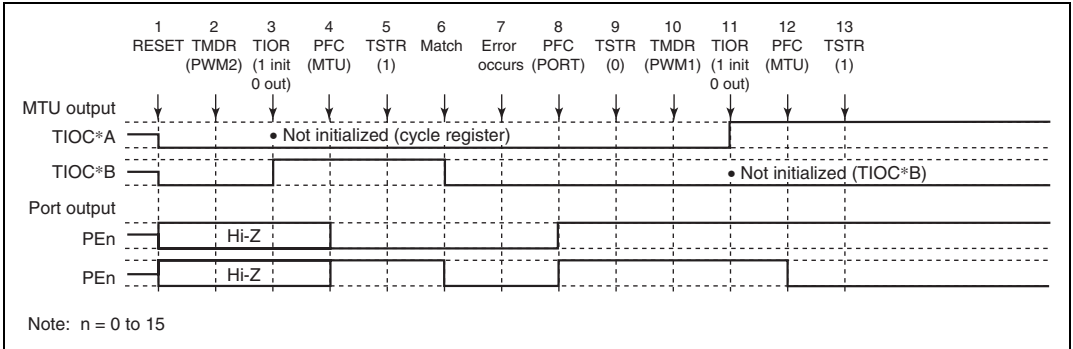 1 2 3 4 5 6 7 8 9 10 11 12 13
RESET TMDR TIOR PFC TSTR Match Error PFC TSTR TMDR TIOR PFC TSTR
(PWM2) (1 init (MTU) (1) occurs (PORT) (0) (PWM1) (1 init (MTU) (1)
0 out) 0 out)
MTU output
TIOC*A • Not initialized (cycle register)
TIOC*B • Not initialized (TIOC*B)
Port output
PEn Hi-Z
PEn Hi-Z
Note: n = 0 to 15